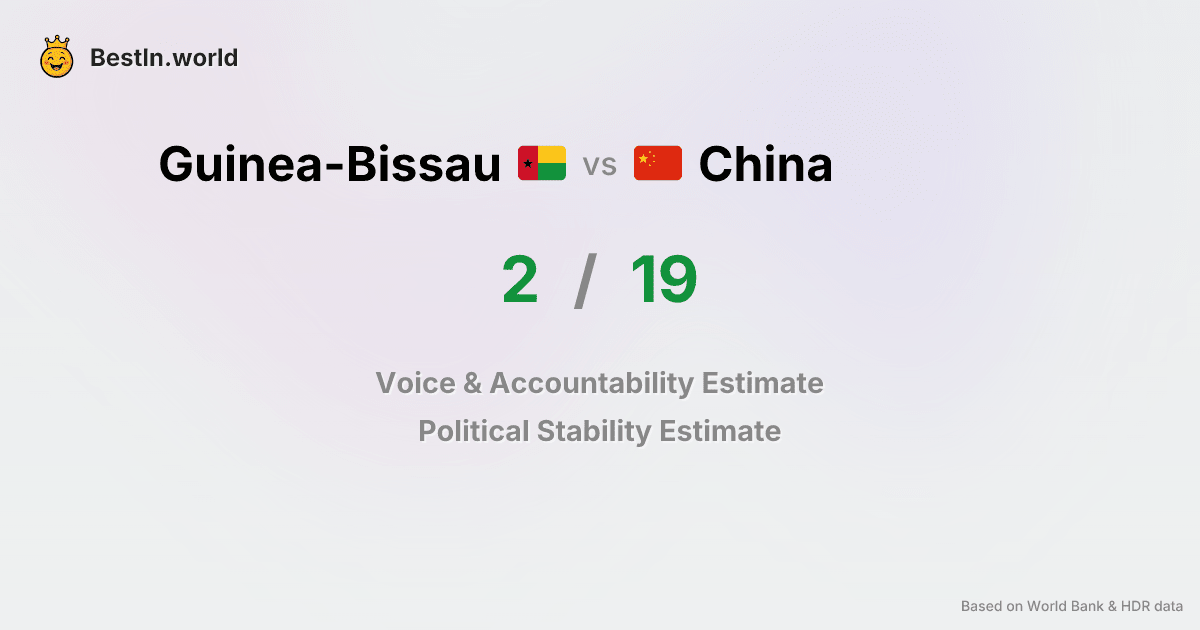 BestIn.world
Guinea-Bissau vs China
2 / 19
Voice & Accountability Estimate
Political Stability Estimate
Based on World Bank & HDR data